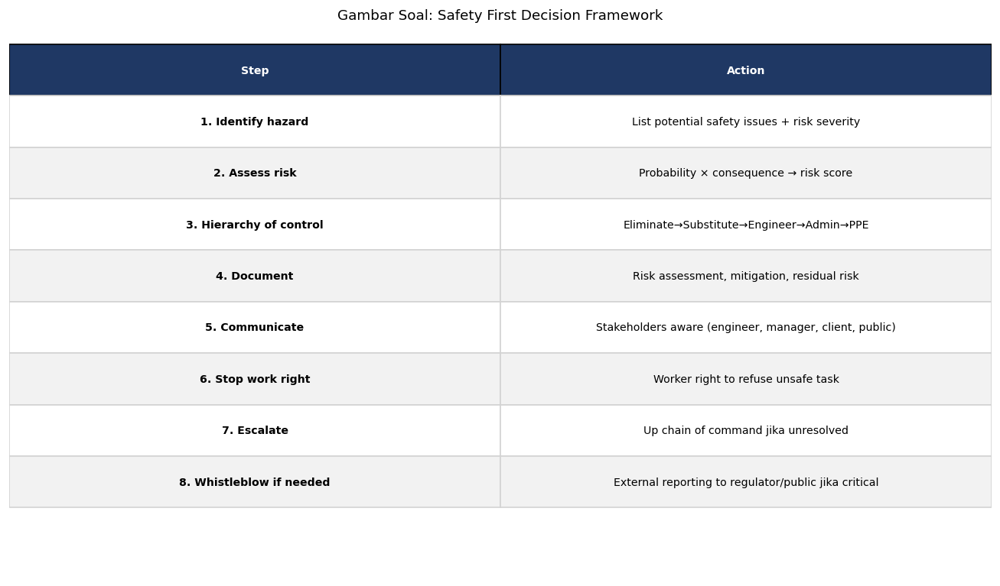 Gambar Soal: Safety First Decision Framework
Step Action
1. Identify hazard List potential safety issues + risk severity
2. Assess risk Probability × consequence → risk score
3. Hierarchy of control Eliminate→Substitute→Engineer→Admin→PPE
4. Document Risk assessment, mitigation, residual risk
5. Communicate Stakeholders aware (engineer, manager, client, public)
6. Stop work right Worker right to refuse unsafe task
7. Escalate Up chain of command jika unresolved
8. Whistleblow if needed External reporting to regulator/public jika critical